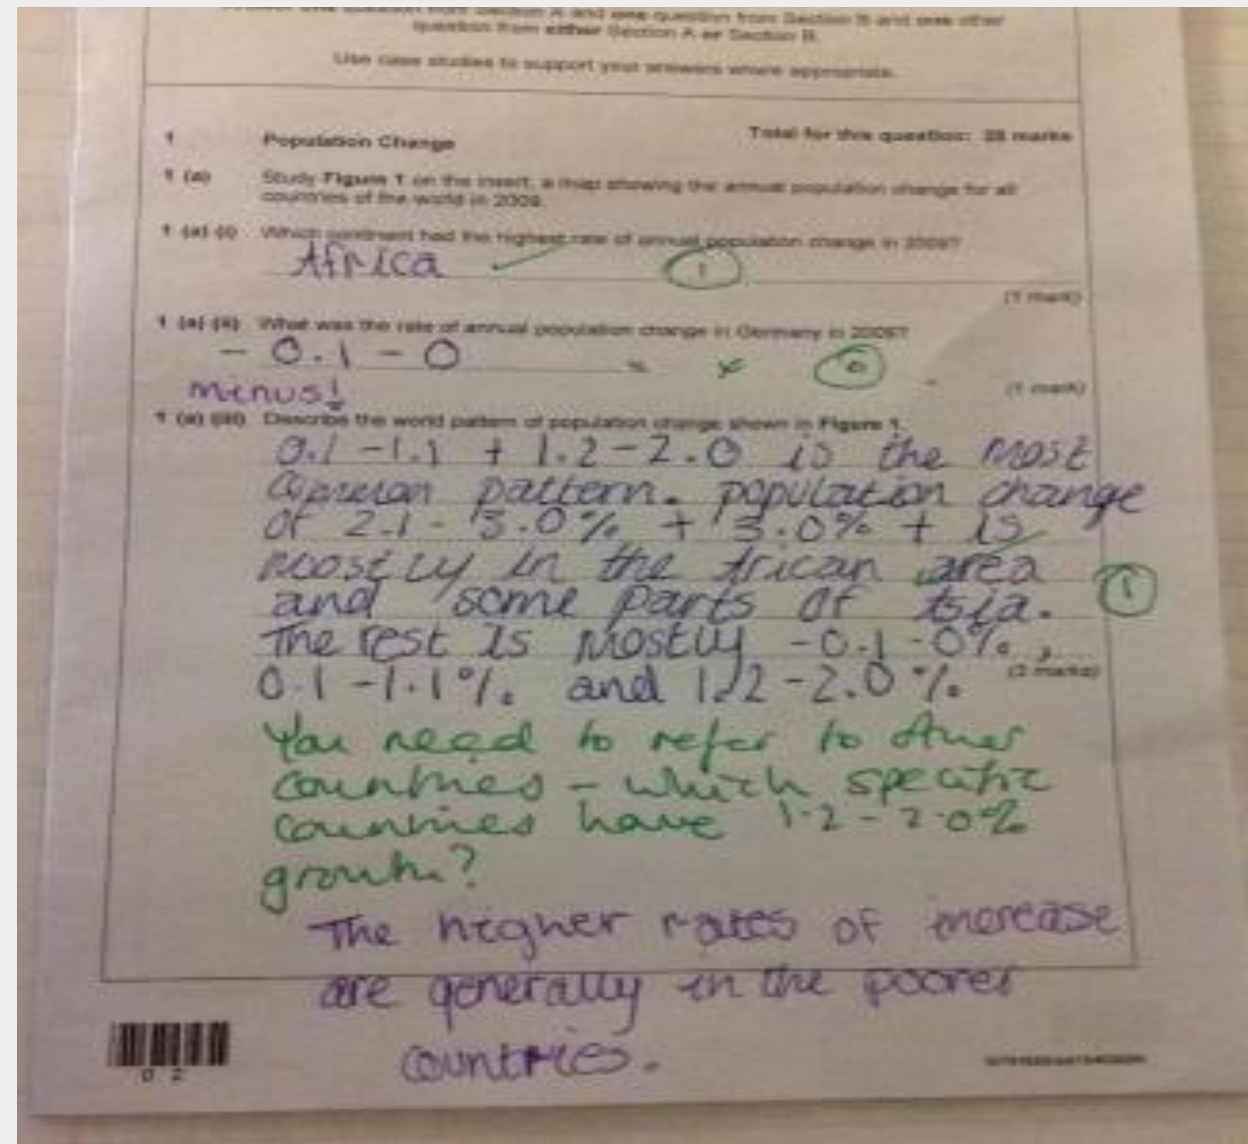 question from either Section A or Section B.
Use case studies to support your answers where appropriate.
1 Population Change Total for this question: 25 marks
1 (a) Study Figure 1 on the insert, a map showing the annual population change for all
countries of the world in 2009.
1 (a) (i) Which continent had the highest rate of annual population change in 2009?
Africa ✓ 1
(1 mark)
1 (a) (ii) What was the rate of annual population change in Germany in 2009?
- 0.1 - 0 % x 0
(1 mark)
minus!
1 (a) (iii) Describe the world pattern of population change shown in Figure 1.
0.1 - 1.1 + 1.2 - 2.0 is the most
common pattern. population change
of 2.1 - 3.0% + 3.0% + is
mostly in the frican area
and some parts of Asia. 1
The rest is mostly -0.1 - 0%,
0.1 - 1.1% and 1.2 - 2.0%
marks)
You need to refer to other
countries - which specific
countries have 1.2 - 2.0%
growth?
The higher rates of increase
are generally in the poorer
countries.
0 2